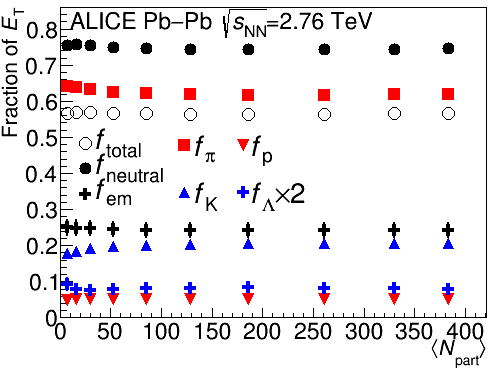 ALICE Pb−Pb √sNN=2.76 TeV
Fraction of ET
0.8
0.7
0.6
0.5
0.4
0.3
0.2
0.1
0
ftotal
fneutral
fem
fπ
fp
fK
fΛ×2
0 50 100 150 200 250 300 350 400
⟨Npart⟩